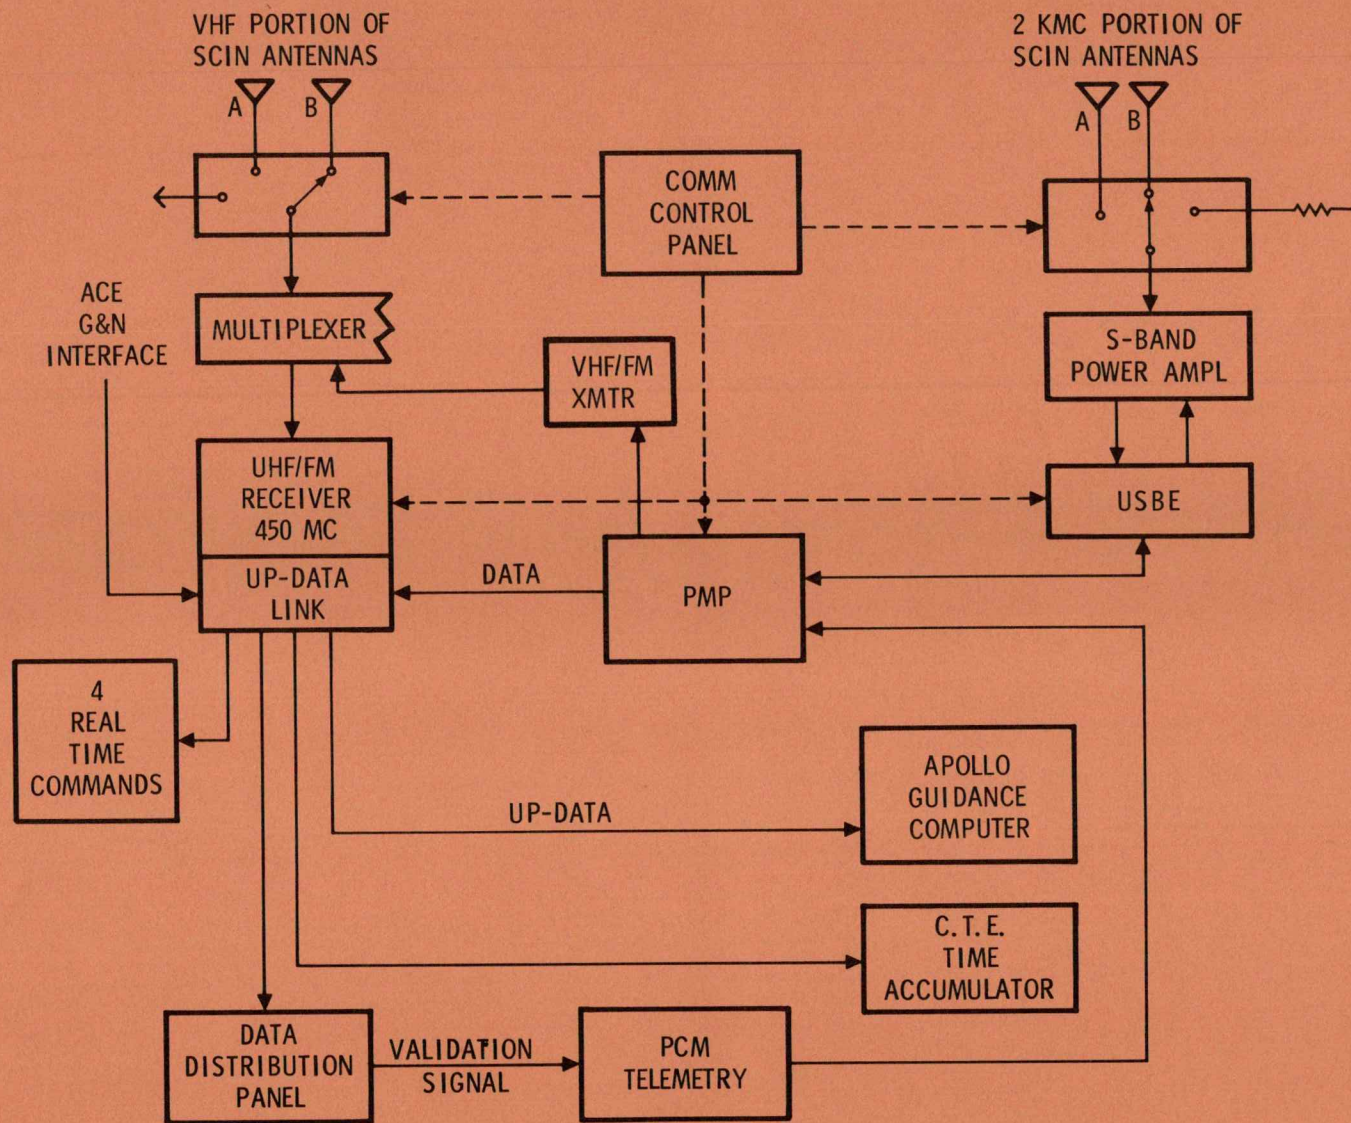 VHF PORTION OF
SCIN ANTENNAS
A
B
2 KMC PORTION OF
SCIN ANTENNAS
A
B
COMM
CONTROL
PANEL
ACE
G&N
INTERFACE
MULTIPLEXER
VHF/FM
XMTR
S-BAND
POWER AMPL
UHF/FM
RECEIVER
450 MC
USBE
UP-DATA
LINK
DATA
PMP
4
REAL
TIME
COMMANDS
UP-DATA
APOLLO
GUIDANCE
COMPUTER
C.T.E.
TIME
ACCUMULATOR
DATA
DISTRIBUTION
PANEL
VALIDATION
SIGNAL
PCM
TELEMETRY